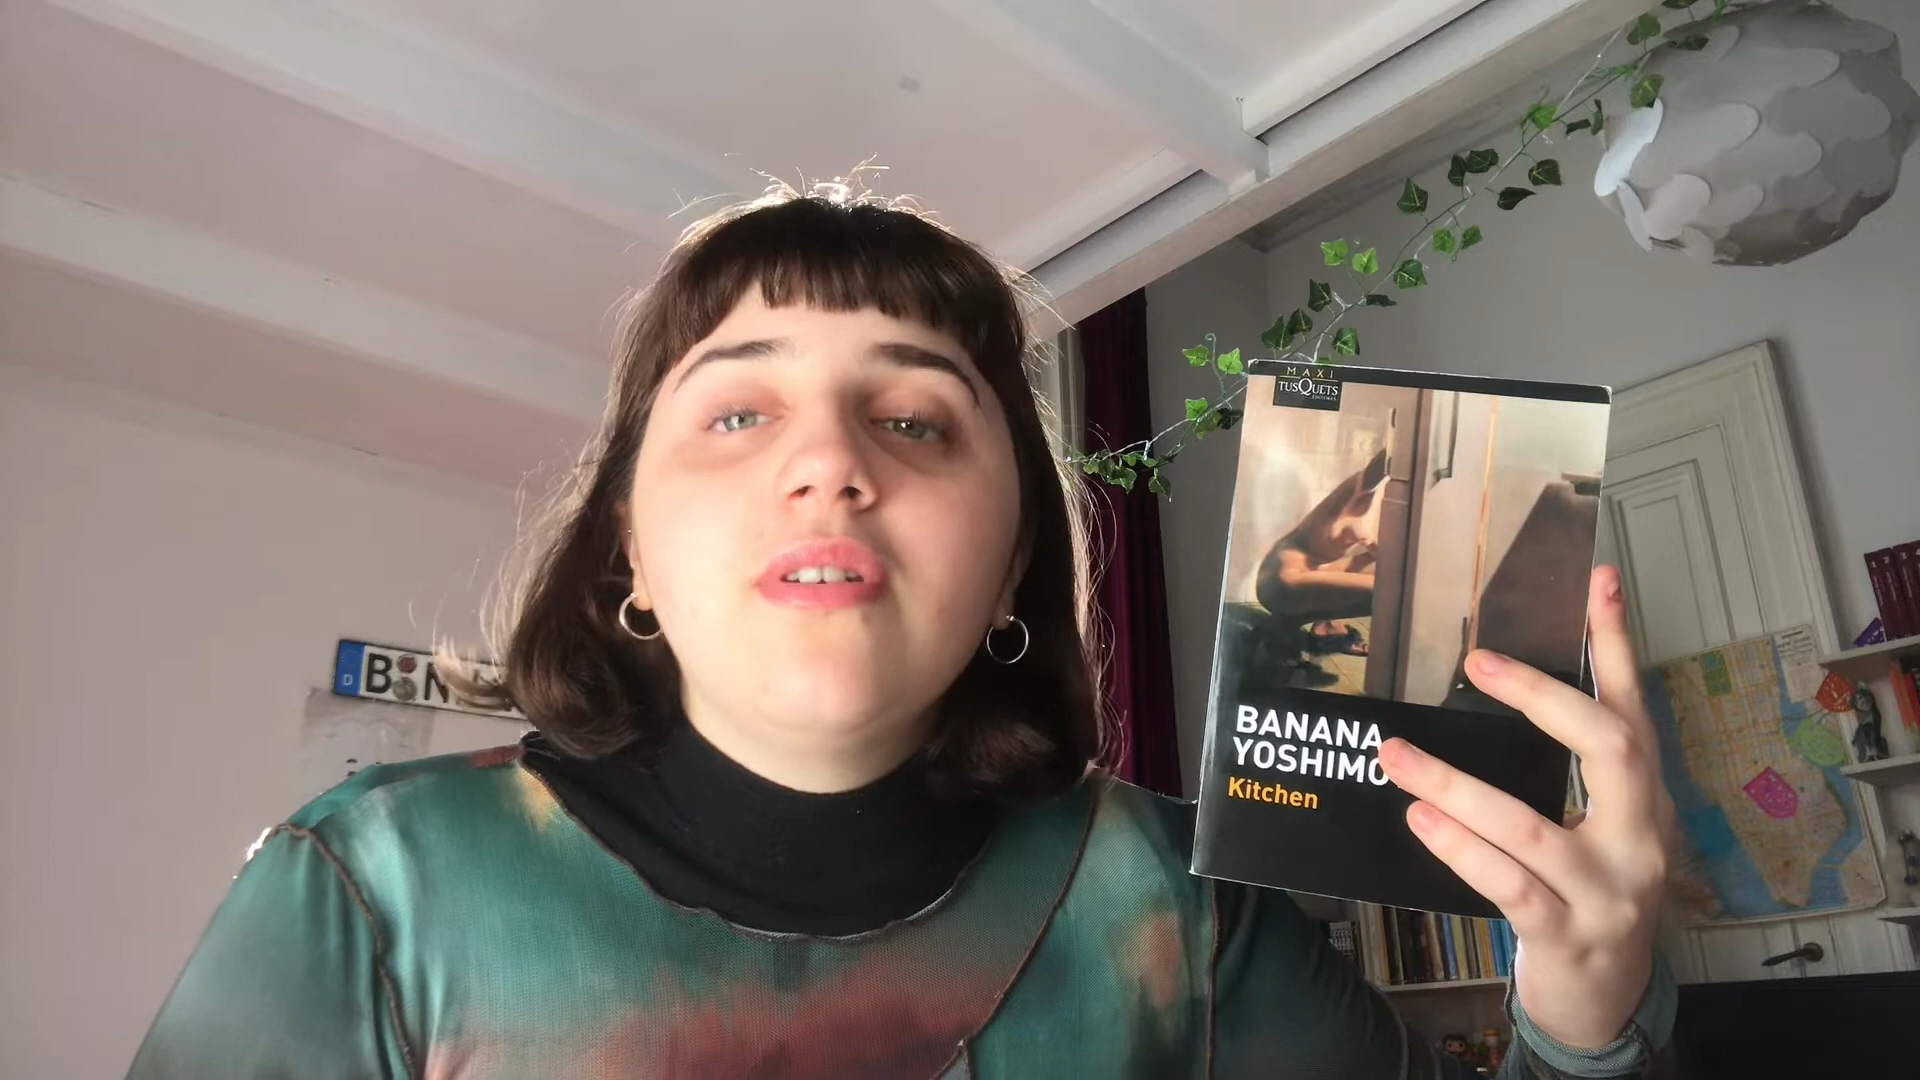 MAXI
TUSQUETS
EDITORES
BANANA
YOSHIMO
Kitchen
D
B N